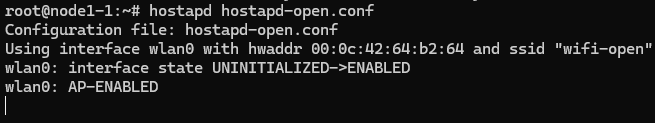 root@node1-1:~# hostapd hostapd-open.conf
Configuration file: hostapd-open.conf
Using interface wlan0 with hwaddr 00:0c:42:64:b2:64 and ssid "wifi-open"
wlan0: interface state UNINITIALIZED->ENABLED
wlan0: AP-ENABLED